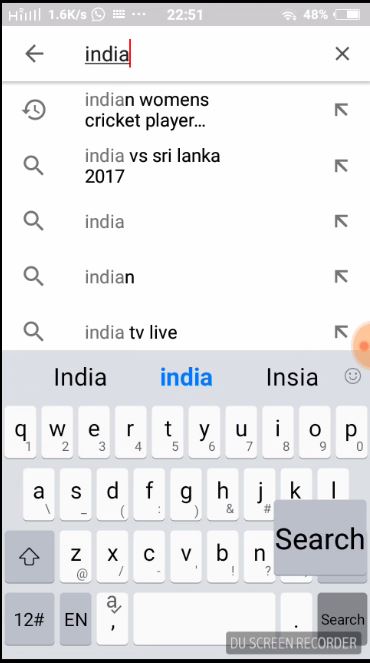 1.6K/s ... 22:51 48%
india
indian womens
cricket player...
india vs sri lanka
2017
india
indian
india tv live
India india Insia
q w e r t y u i o p
1 2 3 4 5 6 7 8 9 0
a s d f g h j k l
\ _ ( : ) & #
Search
z x c v b n
@ / - ' ! ?
12# EN , . Search
DU SCREEN RECORDER